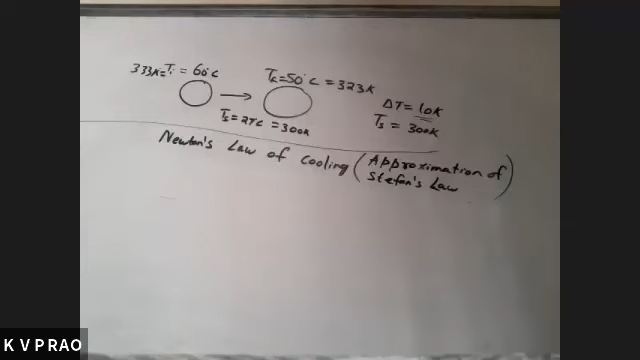 333K = Ti = 60°C
Tf = 50°C = 323K
Ts = 27°C = 300K
ΔT = 10K
Ts = 300K
Newton's Law of Cooling (Approximation of
Stefan's Law)
K V P RAO